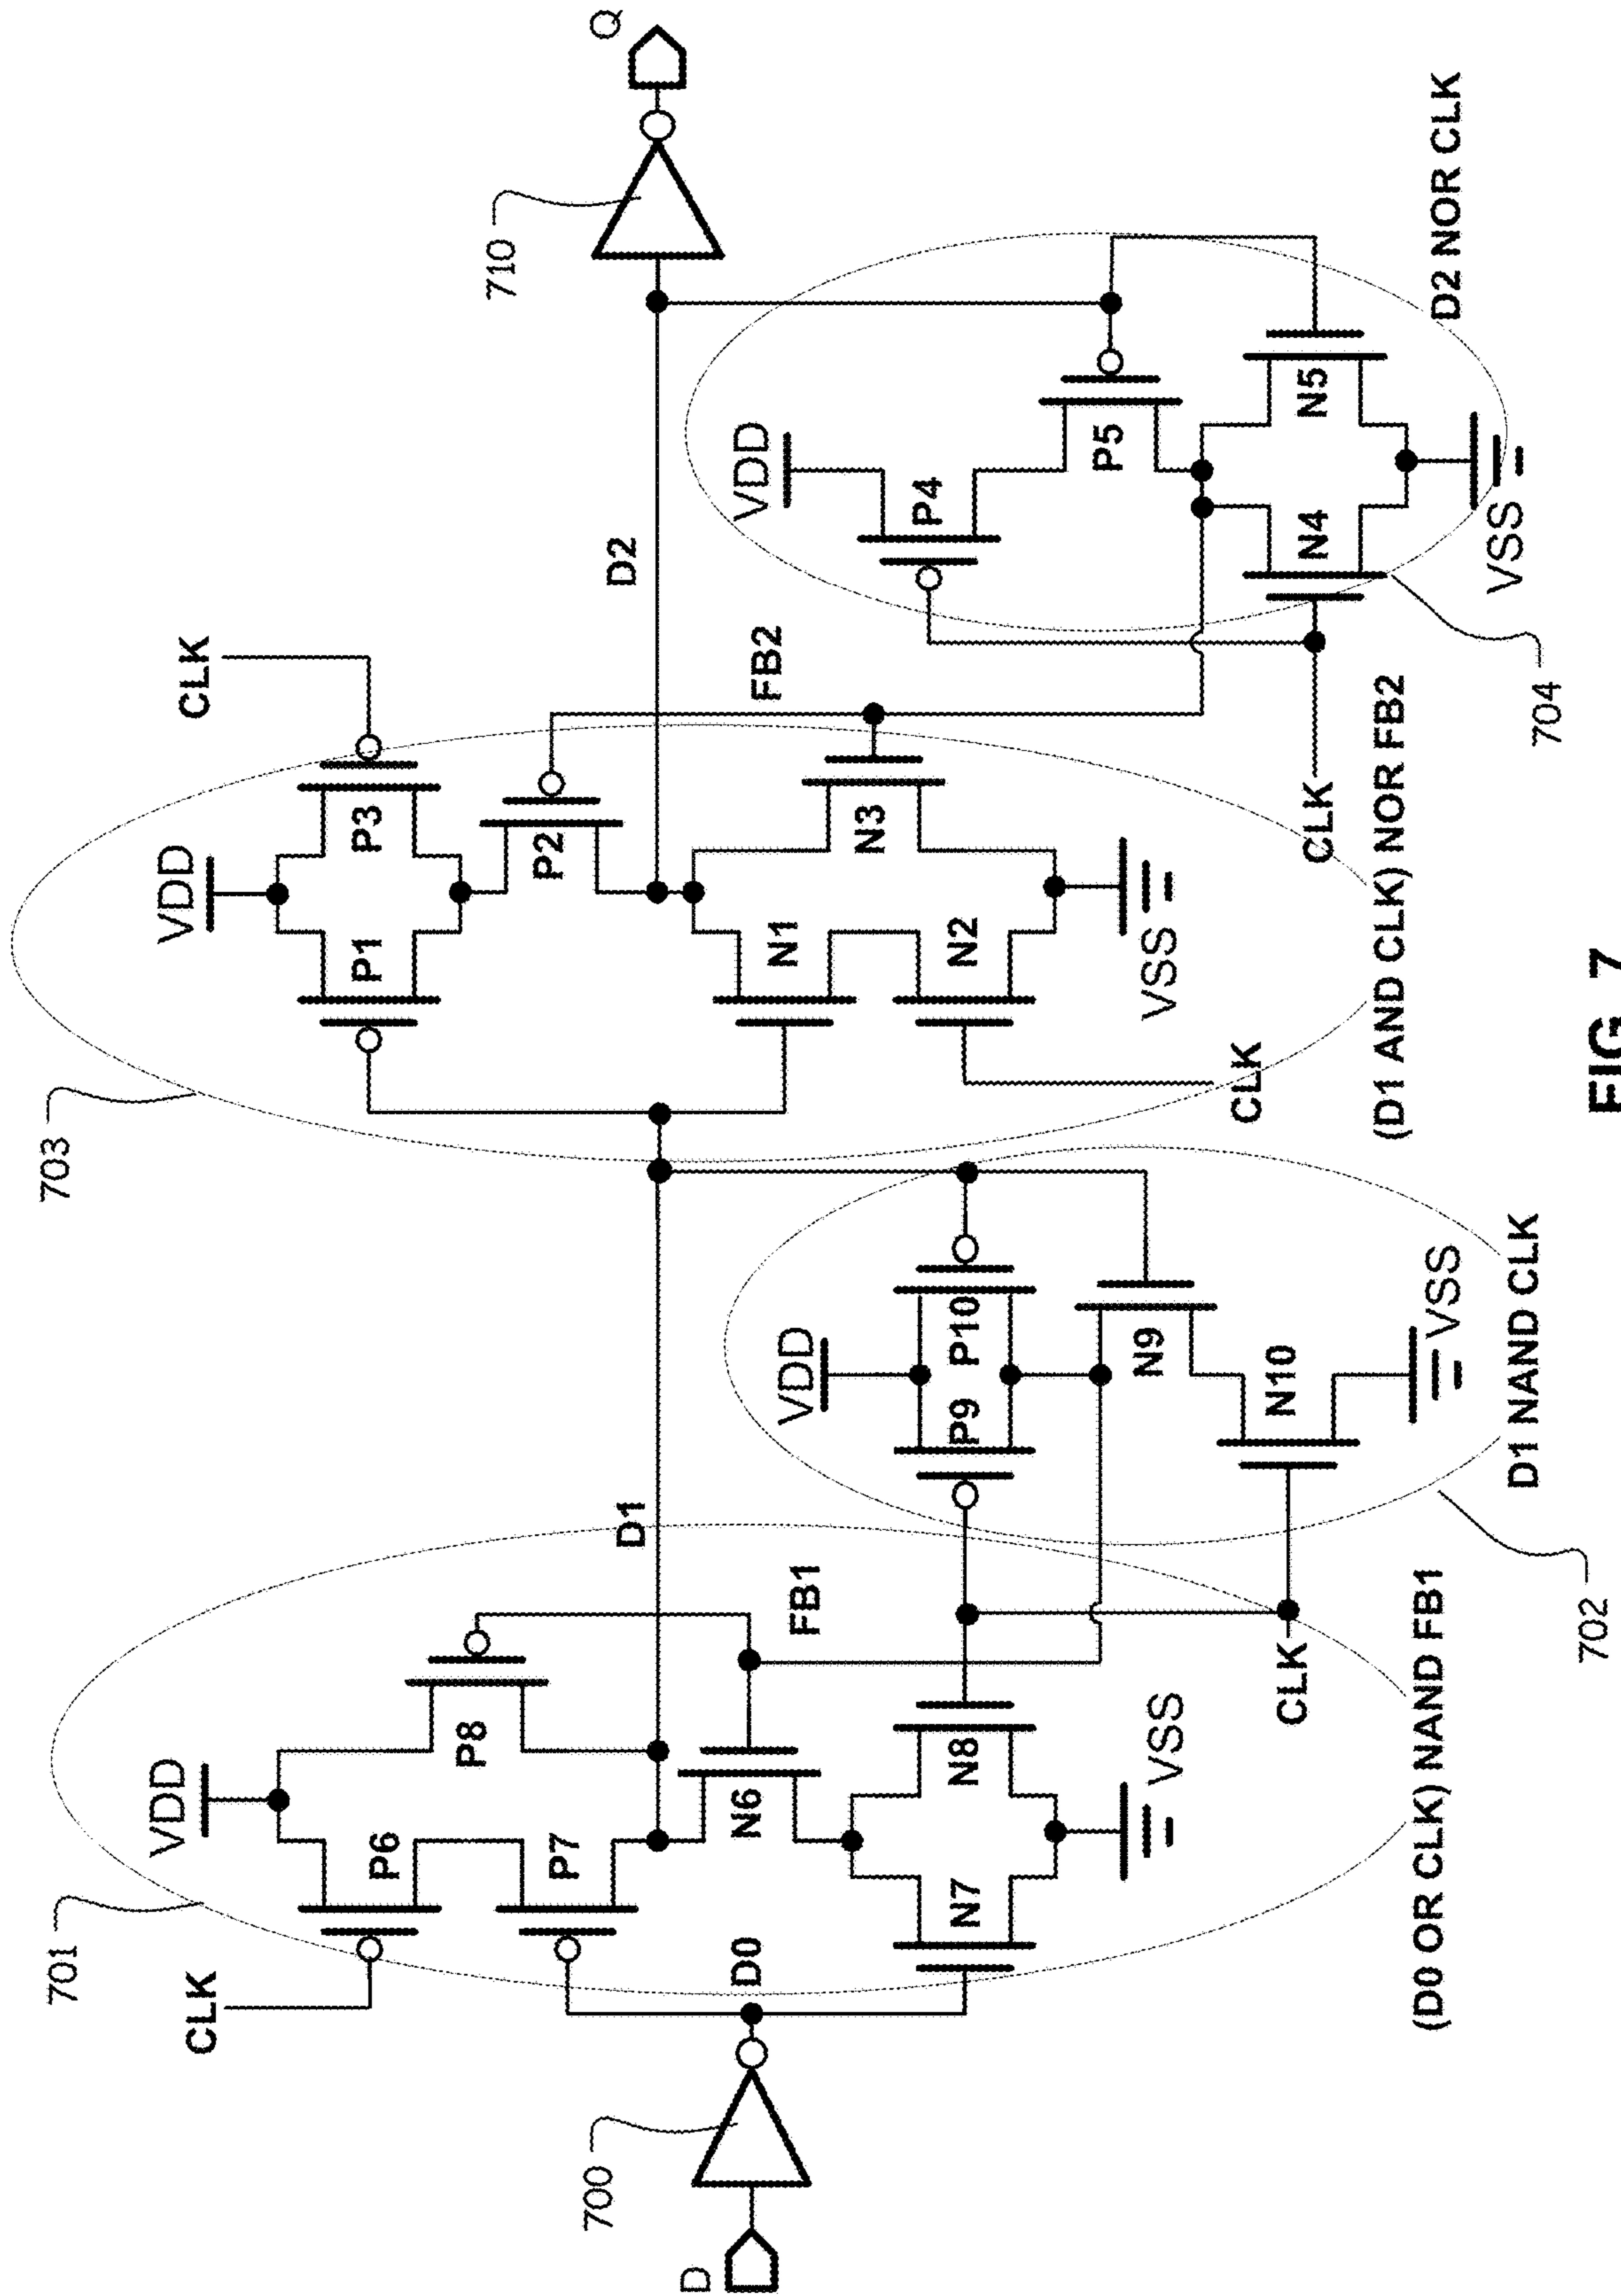 D
700
D0
701
CLK
VDD
P6
P7
P8
N6
N7
N8
VSS
FB1
(D0 OR CLK) NAND FB1
D1
CLK
702
VDD
P9
P10
N9
N10
VSS
D1 NAND CLK
703
VDD
CLK
P1
P3
P2
N1
N2
N3
CLK
VSS
(D1 AND CLK) NOR FB2
FB2
D2
CLK
704
VDD
P4
P5
N4
N5
VSS
D2 NOR CLK
710
Q
FIG. 7